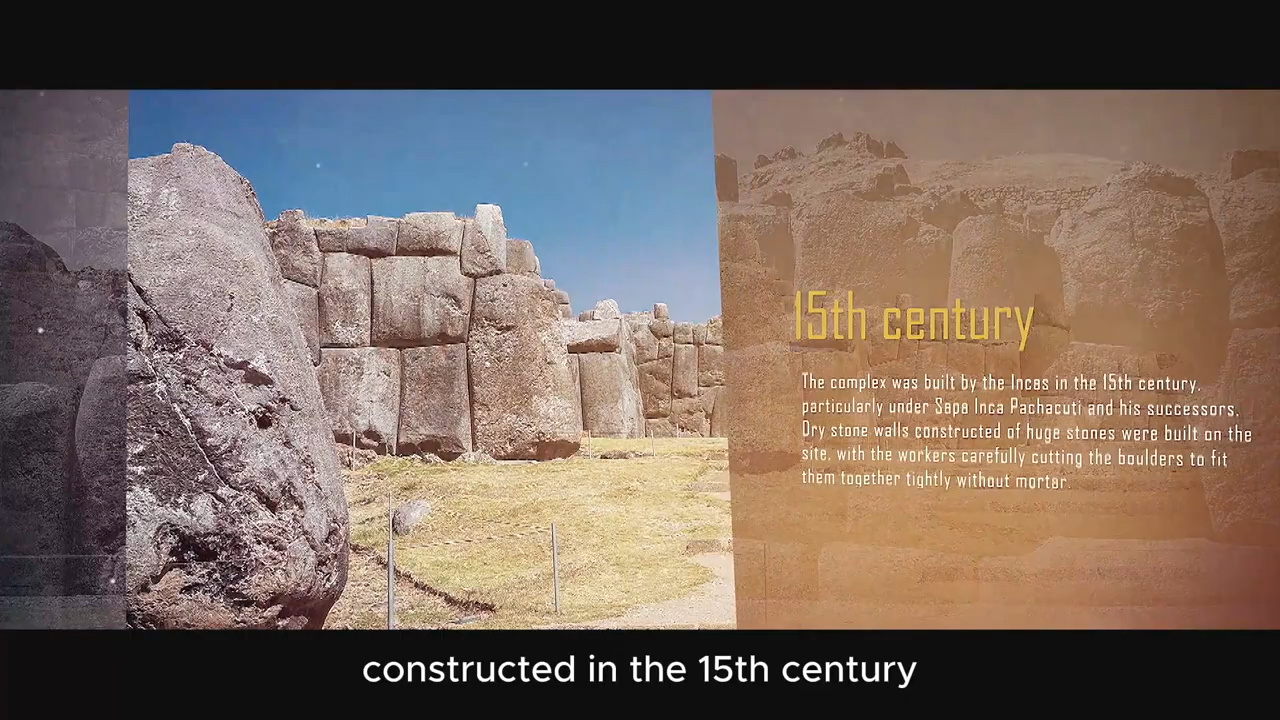 15th century
The complex was built by the Incas in the 15th century,
particularly under Sapa Inca Pachacuti and his successors.
Dry stone walls constructed of huge stones were built on the
site, with the workers carefully cutting the boulders to fit
them together tightly without mortar.
constructed in the 15th century